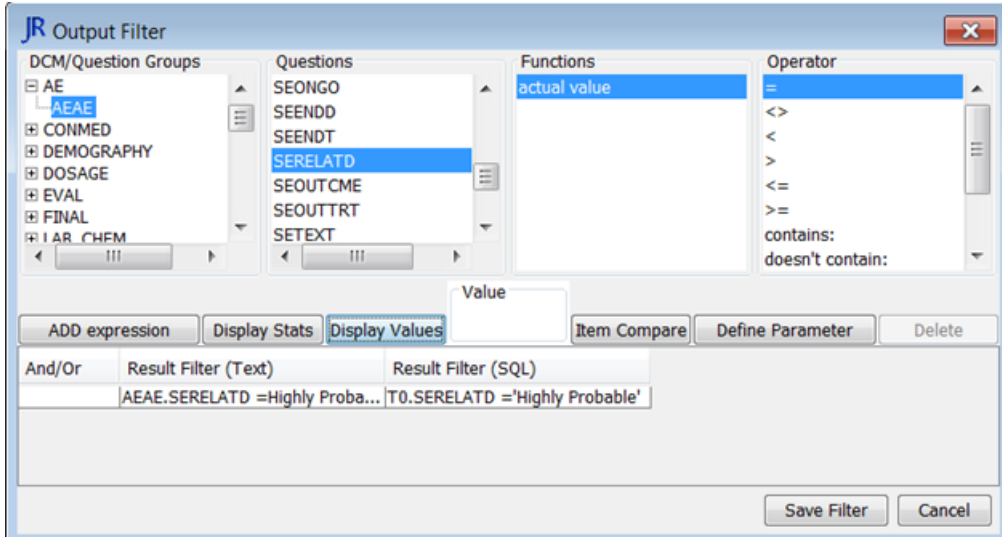 JR Output Filter
DCM/Question Groups
AE
AEAE
CONMED
DEMOGRAPHY
DOSAGE
EVAL
FINAL
LAB_CHEM
Questions
SEONGO
SEENDD
SEENDT
SERELATD
SEOUTCME
SEOUTTRT
SETEXT
Functions
actual value
Operator
=
<>
<
>
<=
>=
contains:
doesn't contain:
Value
ADD expression Display Stats Display Values Item Compare Define Parameter Delete
And/Or Result Filter (Text) Result Filter (SQL)
AEAE.SERELATD =Highly Proba... T0.SERELATD ='Highly Probable'
Save Filter Cancel